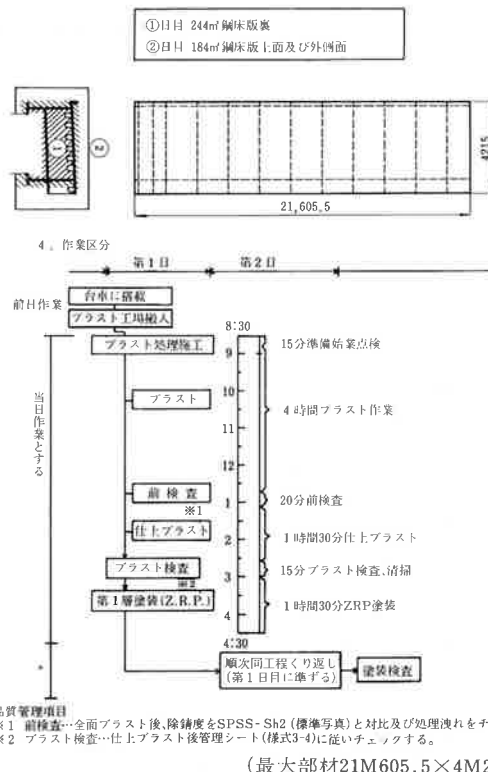 ①日目 244㎡鋼床版裏
②日目 184㎡鋼床版上面及び外側面
①
②
4215
21,605.5
4. 作業区分
第1日
第2日
前日作業
台車に搭載
ブラスト工場搬入
8:30
ブラスト処理施工
9
15分準備始業点検
当日作業とする
10
ブラスト
4時間ブラスト作業
11
12
前検査
1
20分前検査
※1
仕上ブラスト
2
1時間30分仕上ブラスト
ブラスト検査
3
15分ブラスト検査、清掃
※2
第1層塗装(Z.R.P.)
4
1時間30分ZRP塗装
4:30
順次同工程くり返し
(第1日目に準ずる)
塗装検査
品質管理項目
※1 前検査…全面ブラスト後、除錆度をSPSS-Sh2(標準写真)と対比及び処理洩れをチ
※2 ブラスト検査…仕上ブラスト後管理シート(様式3-4)に従いチェックする。
(最大部材21M605.5×4M2